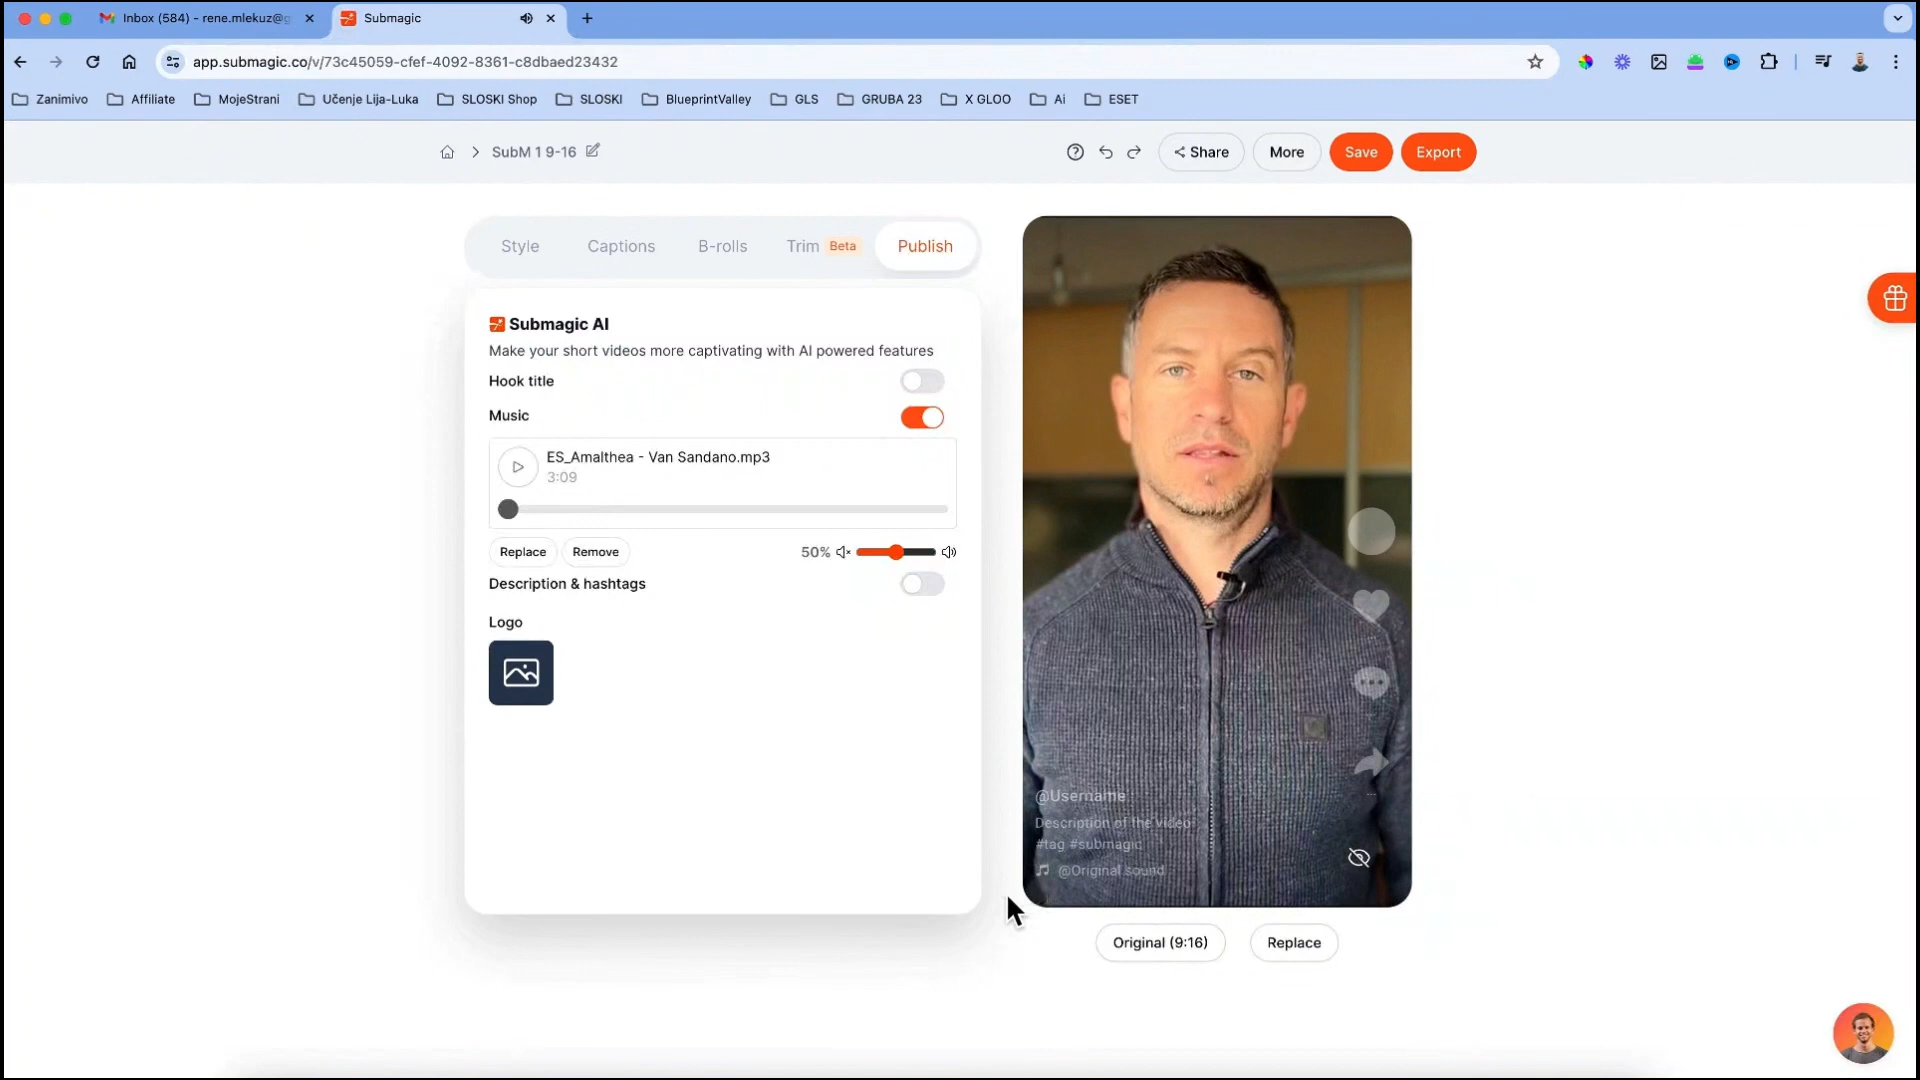 Inbox (584) - rene.mlekuz@g
Submagic
app.submagic.co/v/73c45059-cfef-4092-8361-c8dbaed23432
Zanimivo
Affiliate
MojeStrani
Učenje Lija-Luka
SLOSKI Shop
SLOSKI
BlueprintValley
GLS
GRUBA 23
X GLOO
Ai
ESET
SubM 1 9-16
Share
More
Save
Export
Style
Captions
B-rolls
Trim Beta
Publish
Submagic AI
Make your short videos more captivating with AI powered features
Hook title
Music
ES_Amalthea - Van Sandano.mp3
3:09
Replace
Remove
50%
Description & hashtags
Logo
@Username
Description of the video
#tag #submagic
@Original sound
Original (9:16)
Replace